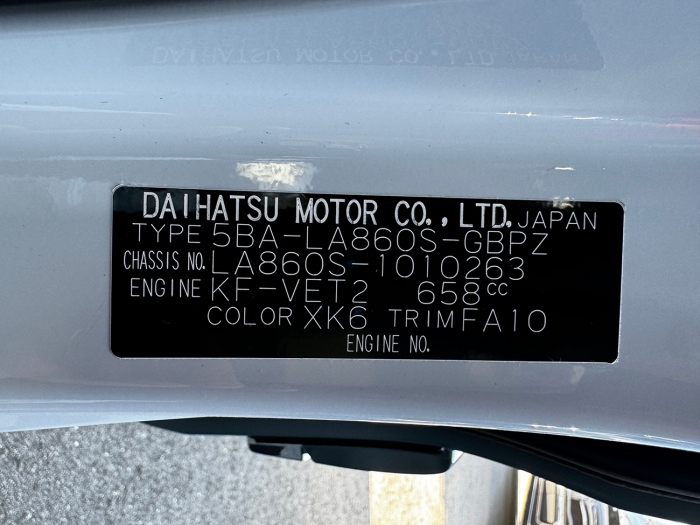 DAIHATSU MOTOR CO., LTD. JAPAN
TYPE 5BA-LA860S-GBPZ
CHASSIS NO. LA860S-1010263
ENGINE KF-VET2 658cc
COLOR XK6 TRIM FA10
ENGINE NO.